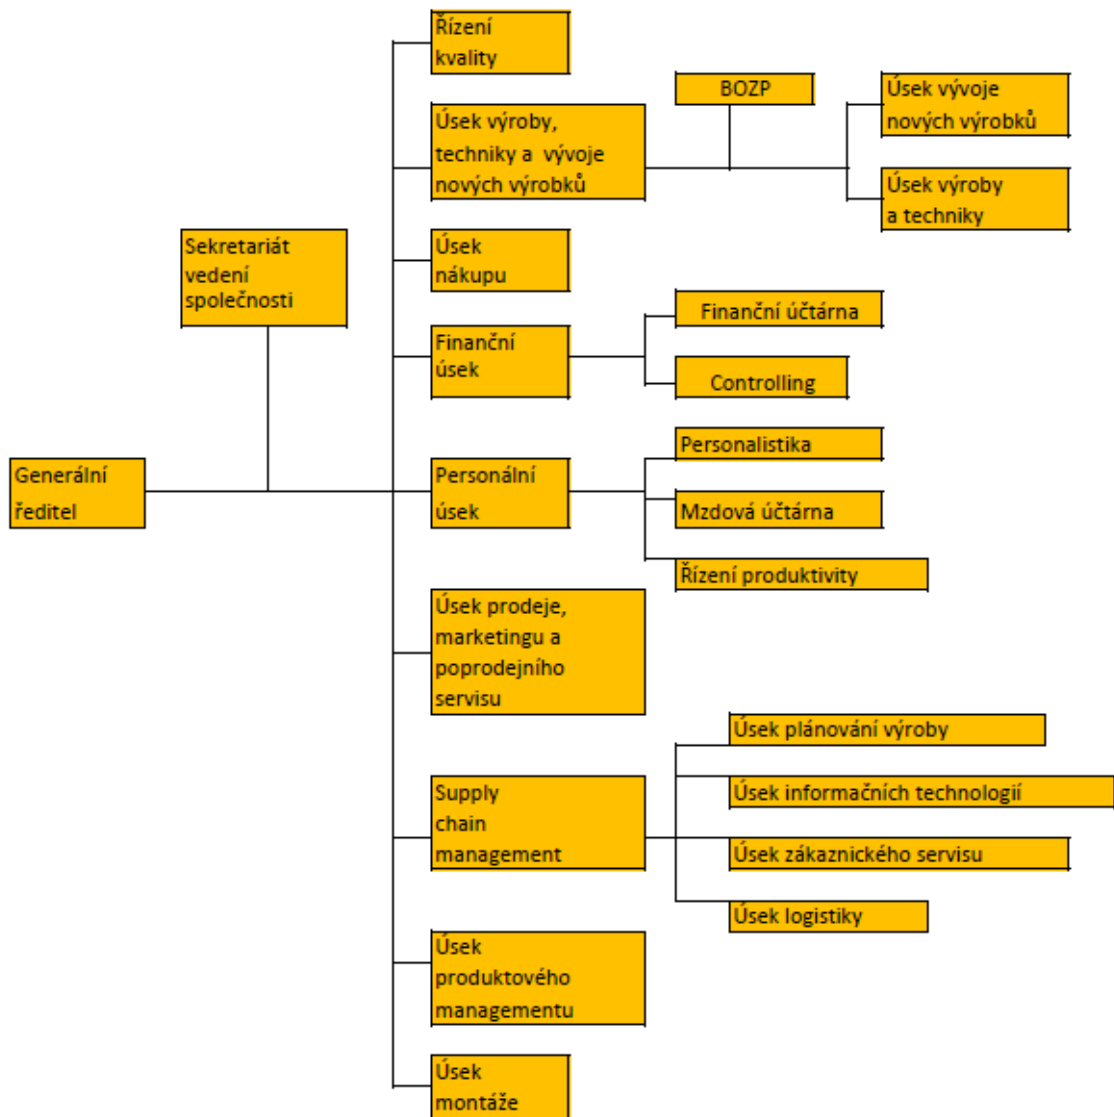 Řízení
kvality
Úsek výroby,
techniky a vývoje
nových výrobků
BOZP
Úsek vývoje
nových výrobků
Úsek výroby
a techniky
Sekretariát
vedení
společnosti
Úsek
nákupu
Finanční
úsek
Finanční účtárna
Controlling
Generální
ředitel
Personální
úsek
Personalistika
Mzdová účtárna
Řízení produktivity
Úsek prodeje,
marketingu a
poprodejního
servisu
Supply
chain
management
Úsek plánování výroby
Úsek informačních technologií
Úsek zákaznického servisu
Úsek logistiky
Úsek
produktového
managementu
Úsek
montáže